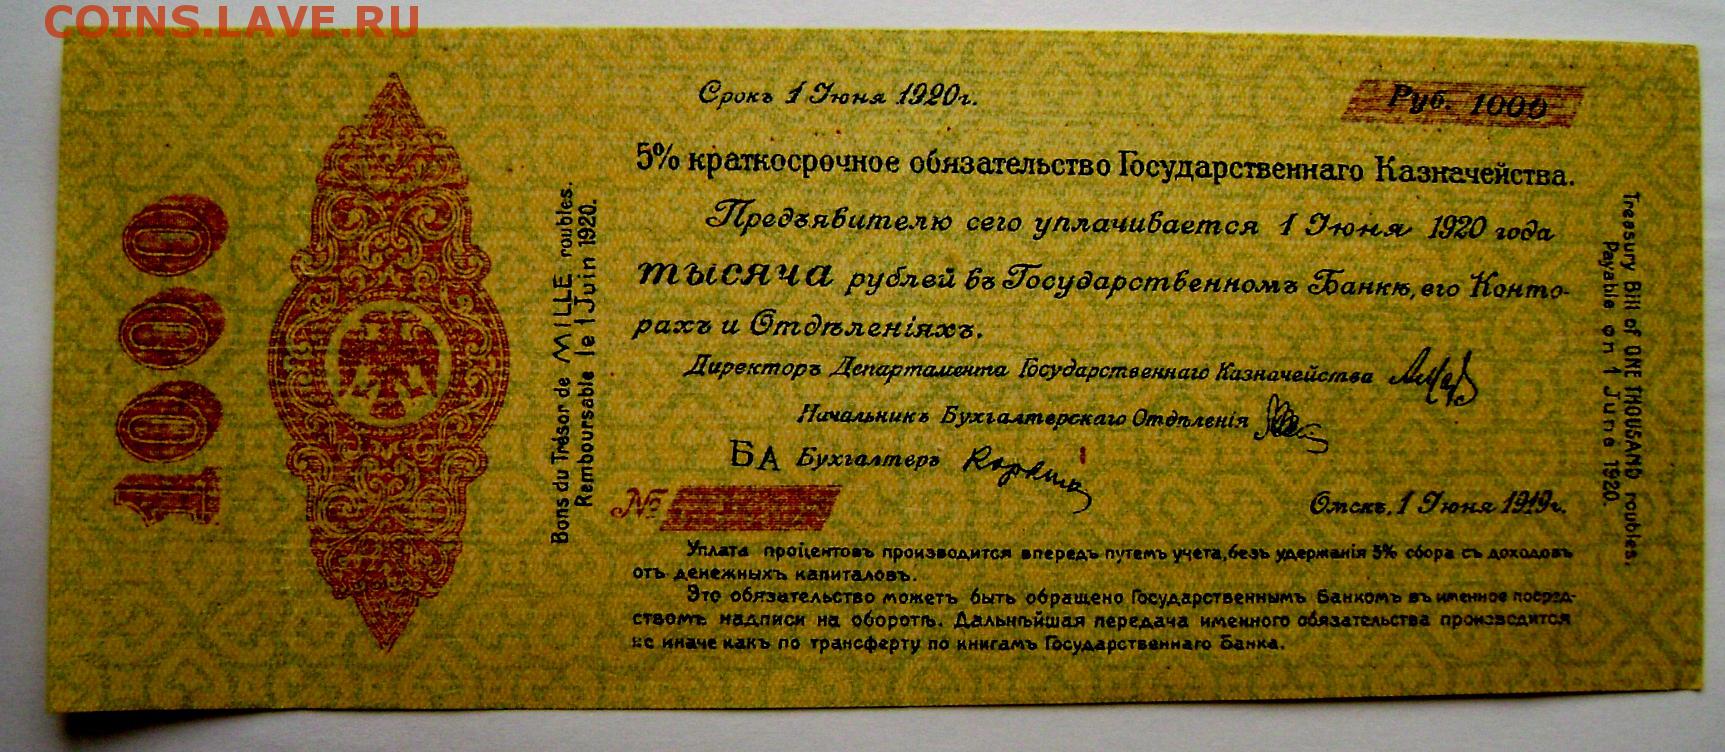 COINS.LAVE.RU
1000
Bons du Trésor de MILLE roubles.
Remboursable le 1 Juin 1920.
Срокъ 1 Іюня 1920г.
Руб. 1000
5% краткосрочное обязательство Государственнаго Казначейства.
Предъявителю сего уплачивается 1 Іюня 1920 года
тысяча рублей въ Государственномъ Банкѣ, его Конто-
рахъ и Отдѣленіяхъ.
Директоръ Департамента Государственнаго Казначейства
Начальникъ Бухгалтерскаго Отдѣленія
БА Бухгалтеръ
№
Омскъ, 1 Іюня 1919г.
Уплата процентовъ производится впередъ путемъ учета, безъ удержанія 5% сбора съ доходовъ
отъ денежныхъ капиталовъ.
Это обязательство можетъ быть обращено Государственнымъ Банкомъ въ именное посред-
ствомъ надписи на оборотѣ. Дальнѣйшая передача именного обязательства производится
не иначе какъ по трансферту по книгамъ Государственнаго Банка.
Treasury Bill of ONE THOUSAND roubles.
Payable on 1 June 1920.